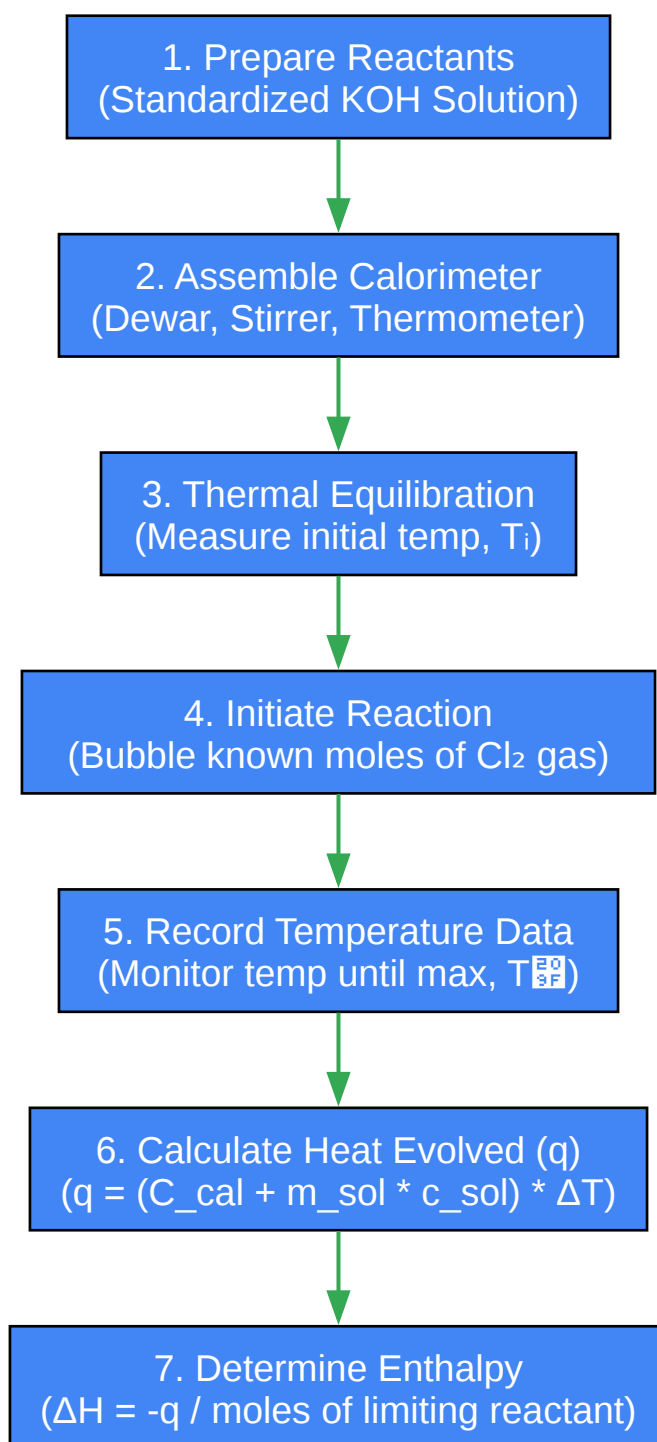 1. Prepare Reactants
(Standardized KOH Solution)
2. Assemble Calorimeter
(Dewar, Stirrer, Thermometer)
3. Thermal Equilibration
(Measure initial temp, Tᵢ)
4. Initiate Reaction
(Bubble known moles of Cl₂ gas)
5. Record Temperature Data
(Monitor temp until max, T₟)
6. Calculate Heat Evolved (q)
(q = (C_cal + m_sol * c_sol) * ΔT)
7. Determine Enthalpy
(ΔH = -q / moles of limiting reactant)